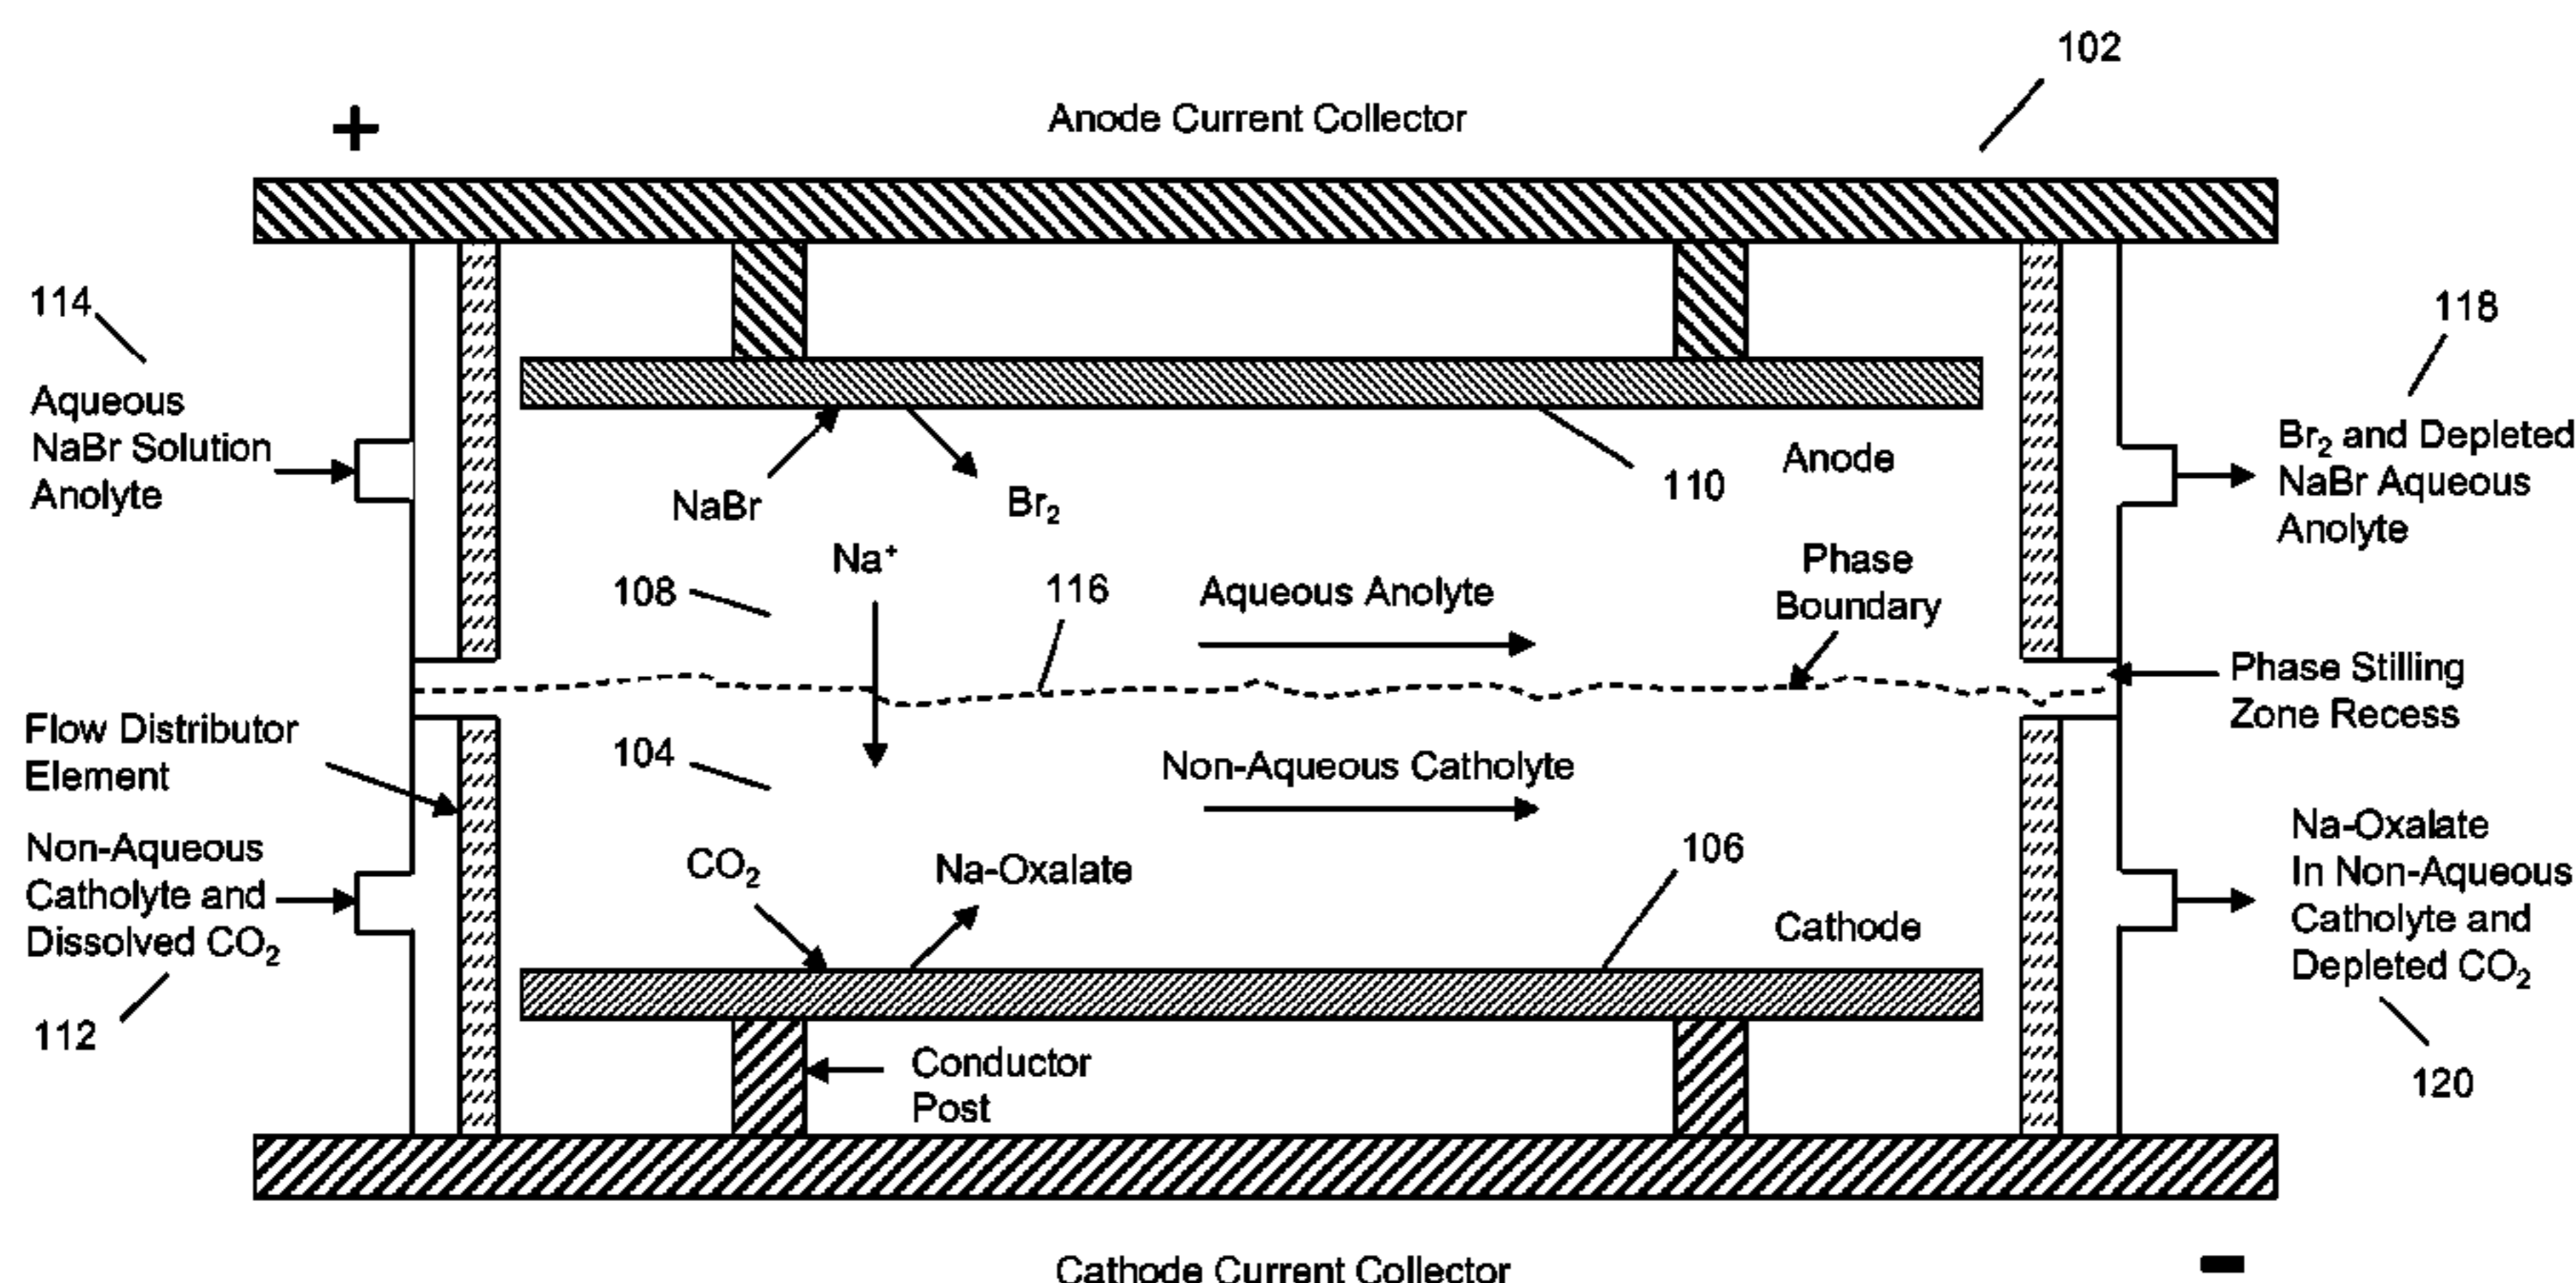 102
+
Anode Current Collector
114
118
Aqueous
NaBr Solution
Anolyte
Br₂ and Depleted
NaBr Aqueous
Anolyte
NaBr
Br₂
110
Anode
Na⁺
108
116
Aqueous Anolyte
Phase
Boundary
Phase Stilling
Zone Recess
Flow Distributor
Element
104
Non-Aqueous Catholyte
Non-Aqueous
Catholyte and
Dissolved CO₂
112
CO₂
Na-Oxalate
106
Cathode
Na-Oxalate
In Non-Aqueous
Catholyte and
Depleted CO₂
120
Conductor
Post
Cathode Current Collector
-